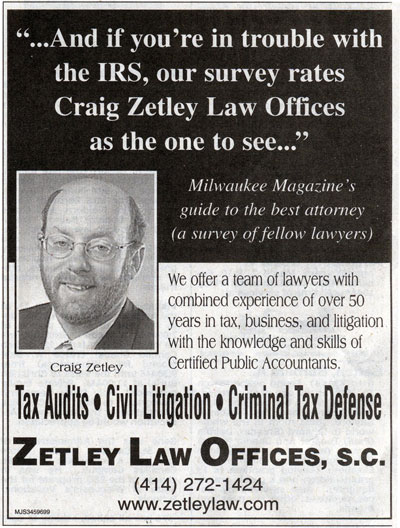 “...And if you’re in trouble with
the IRS, our survey rates
Craig Zetley Law Offices
as the one to see...”
Milwaukee Magazine’s
guide to the best attorney
(a survey of fellow lawyers)
Craig Zetley
We offer a team of lawyers with
combined experience of over 50
years in tax, business, and litigation
with the knowledge and skills of
Certified Public Accountants.
Tax Audits • Civil Litigation • Criminal Tax Defense
ZETLEY LAW OFFICES, S.C.
(414) 272-1424
www.zetleylaw.com
MJS3459699